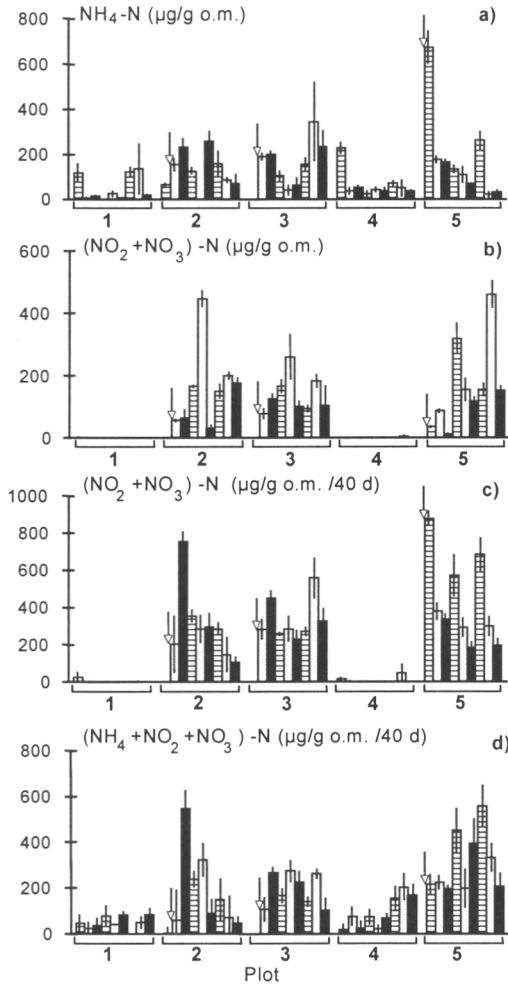 NH₄-N (µg/g o.m.) a)
800
600
400
200
0
1 2 3 4 5
(NO₂ +NO₃) -N (µg/g o.m.) b)
600
400
200
0
1 2 3 4 5
(NO₂ +NO₃) -N (µg/g o.m. /40 d) c)
1000
800
600
400
200
0
1 2 3 4 5
(NH₄ +NO₂ +NO₃) -N (µg/g o.m. /40 d) d)
800
600
400
200
0
1 2 3 4 5
Plot